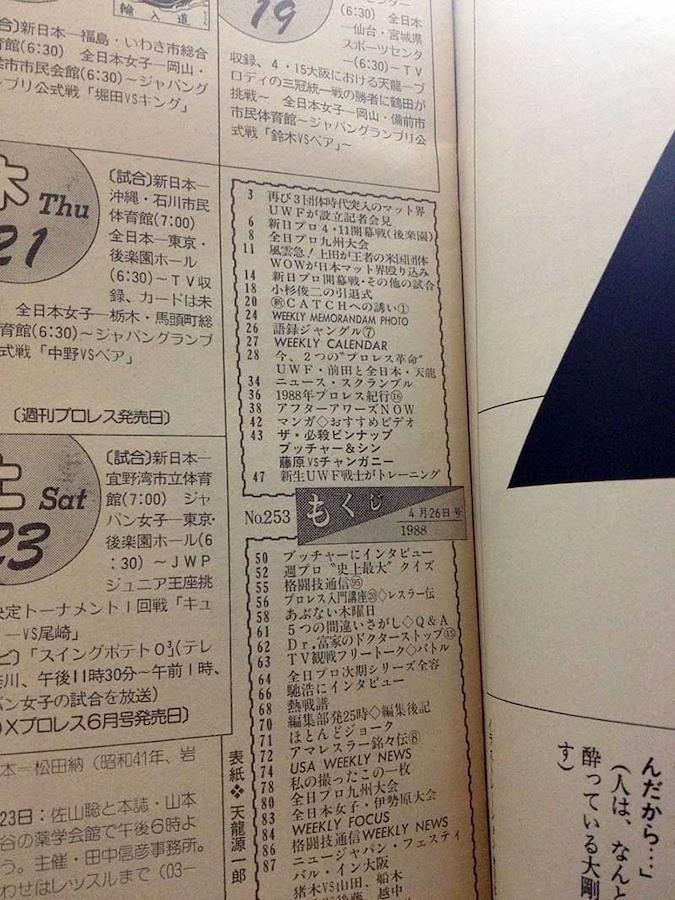 輸入道
(6:30) 全日本
(試合)新日本―福島・いわき市総合
館(6:30) 全日本女子―岡山・
市市民会館(6:30)〜ジャパング
プリ公式戦「堀田VSキング」
19
センター
(6:30) 全日本
―仙台・宮城県
スポーツセンタ
―(6:30)〜TV
収録、4・15大阪における天龍―ブ
ロディの三冠統一戦の勝者に鶴田が
挑戦〜 全日本女子―岡山・備前市
市民体育館〜ジャパングランプリ公
式戦「鈴木VSベア」〜
木 Thu
21
(試合)新日本―
沖縄・石川市民
体育館(7:00)
全日本―東京・
後楽園ホール
(6:30)〜TV収
録、カードは未
全日本女子―栃木・馬頭町総
育館(6:30)〜ジャパングランプ
式戦「中野VSベア」
〔週刊プロレス発売日〕
土 Sat
23
(試合)新日本―
宜野湾市立体育
館(7:00) ジャ
パン女子―東京・
後楽園ホール(6
:30)〜JWP
ジュニア王座挑
決定トーナメント1回戦「キュ
―VS尾崎」
「スイングポテトO³」(テレ
川、午後11時30分〜午前1時、
パン女子の試合を放送)
Xプロレス6月号発売日〕
本=松田納(昭和41年、岩
23日:佐山聡と本誌・山本
谷の薬学会館で午後6時よ
う。主催・田中信彦事務所。
わせはレッスルまで(03―
3 再び3団体時代突入のマット界
UWFが設立記者会見
6 新日プロ4・11開幕戦(後楽園)
8 全日プロ九州大会
11 風雲急!上田が王者の米国団体
WOWが日本マット界殴り込み
14 新日プロ開幕戦・その他の試合
18 小杉俊二の引退式
20 ㊟CATCHへの誘い①
24 WEEKLY MEMORANDAM PHOTO
26 語録ジャングル⑦
27 WEEKLY CALENDAR
28 今、2つの“プロレス革命”
UWF・前田と全日本・天龍
34 ニュース・スクランブル
36 1988年プロレス紀行⑯
38 アフターアワーズNOW
42 マンガ◇おすすめビデオ
43 ザ・必殺ピンナップ
ブッチャー&シン
藤原VSチャンガニー
47 新生UWF戦士がトレーニング
No.253 もくじ 4月26日号
1988
50 ブッチャーにインタビュー
52 週プロ“史上最大”クイズ
55 格闘技通信
56 プロレス入門講座◇レスラー伝
58 あぶない木曜日
61 5つの間違いさがし◇Q&A
62 Dr.富家のドクターストップ⑬
63 TV観戦フリートーク◇バトル
64 全日プロ次期シリーズ全容
66 馳浩にインタビュー
68 熱戦譜
70 編集部発25時◇編集後記
71 ほとんどジョーク
72 アマレスラー銘々伝⑧
74 USA WEEKLY NEWS
78 私の撮ったこの一枚
80 全日プロ九州大会
83 全日本女子・伊勢原大会
84 WEEKLY FOCUS
86 格闘技通信WEEKLY NEWS
87 ニュージャパン・フェスティ
バル・イン大阪
猪木VS山田、船木
VS後藤、越中
表紙❖天龍源一郎
んだから…」
(人は、なんと
酔っている大剛
す)